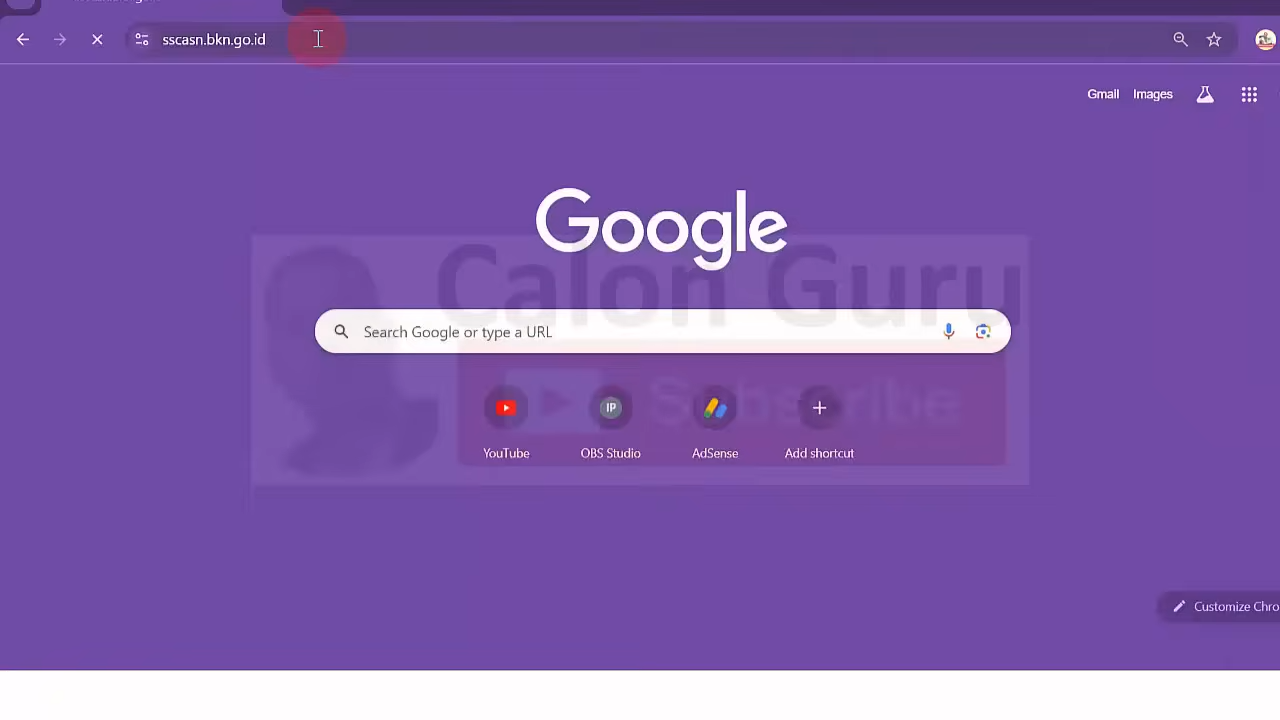 sscasn.bkn.go.id
Gmail Images
Google
Calon Guru
Search Google or type a URL
Subscribe
IP
YouTube OBS Studio AdSense Add shortcut
Customize Chro